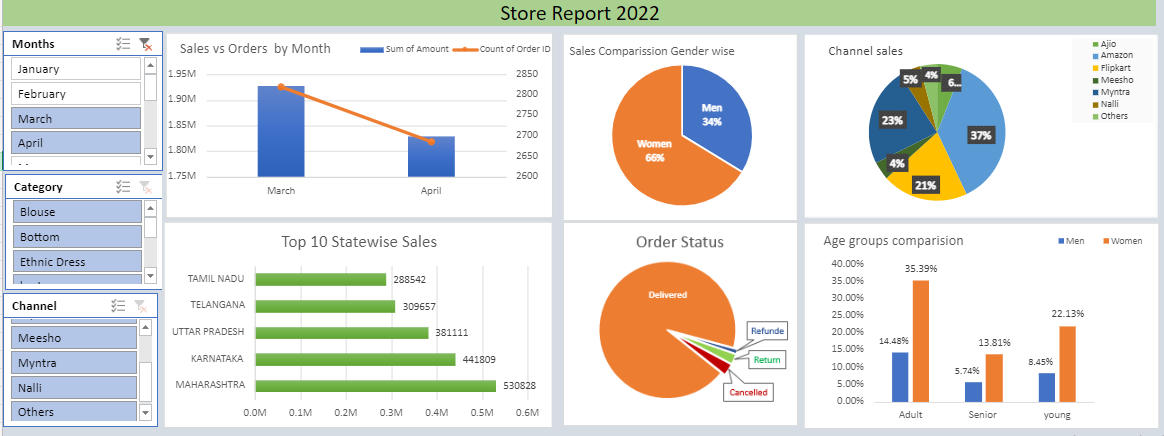 Store Report 2022
Months
January
February
March
April
Category
Blouse
Bottom
Ethnic Dress
Channel
Meesho
Myntra
Nalli
Others
Sales vs Orders by Month
Sum of Amount
Count of Order ID
1.95M
1.90M
1.85M
1.80M
1.75M
2850
2800
2750
2700
2650
2600
March
April
Sales Comparission Gender wise
Men
34%
Women
66%
Channel sales
Ajio
Amazon
Flipkart
Meesho
Myntra
Nalli
Others
5%
4%
6...
23%
37%
4%
21%
Top 10 Statewise Sales
TAMIL NADU 288542
TELANGANA 309657
UTTAR PRADESH 381111
KARNATAKA 441809
MAHARASHTRA 530828
0.0M 0.1M 0.2M 0.3M 0.4M 0.5M 0.6M
Order Status
Delivered
Refunde
Return
Cancelled
Age groups comparision
Men
Women
40.00%
35.00%
30.00%
25.00%
20.00%
15.00%
10.00%
5.00%
0.00%
14.48%
35.39%
5.74%
13.81%
8.45%
22.13%
Adult
Senior
young